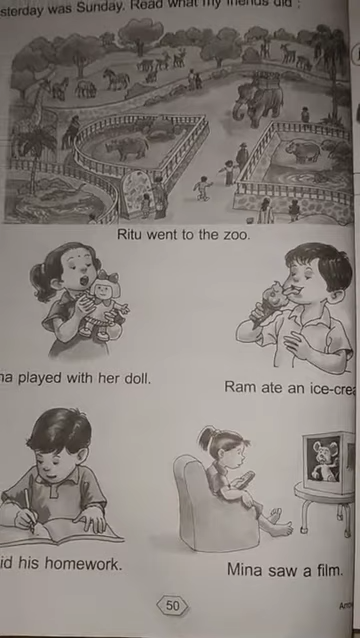 sterday was Sunday. Read what my friends did :
Ritu went to the zoo.
na played with her doll.
Ram ate an ice-crea
id his homework.
Mina saw a film.
50